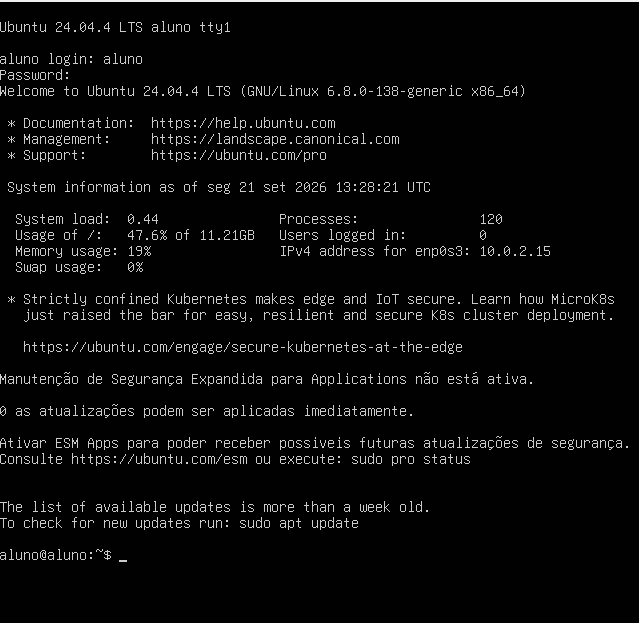 Ubuntu 24.04.4 LTS aluno tty1
aluno login: aluno
Password:
Welcome to Ubuntu 24.04.4 LTS (GNU/Linux 6.8.0-138-generic x86_64)
* Documentation:  https://help.ubuntu.com
* Management:     https://landscape.canonical.com
* Support:        https://ubuntu.com/pro
System information as of seg 21 set 2026 13:28:21 UTC
System load:  0.44               Processes:               120
Usage of /:   47.6% of 11.21GB   Users logged in:         0
Memory usage: 19%                IPv4 address for enp0s3: 10.0.2.15
Swap usage:   0%
* Strictly confined Kubernetes makes edge and IoT secure. Learn how MicroK8s
just raised the bar for easy, resilient and secure K8s cluster deployment.
https://ubuntu.com/engage/secure-kubernetes-at-the-edge
Manutenção de Segurança Expandida para Applications não está ativa.
0 as atualizações podem ser aplicadas imediatamente.
Ativar ESM Apps para poder receber possiveis futuras atualizações de segurança.
Consulte https://ubuntu.com/esm ou execute: sudo pro status
The list of available updates is more than a week old.
To check for new updates run: sudo apt update
aluno@aluno:~$ _